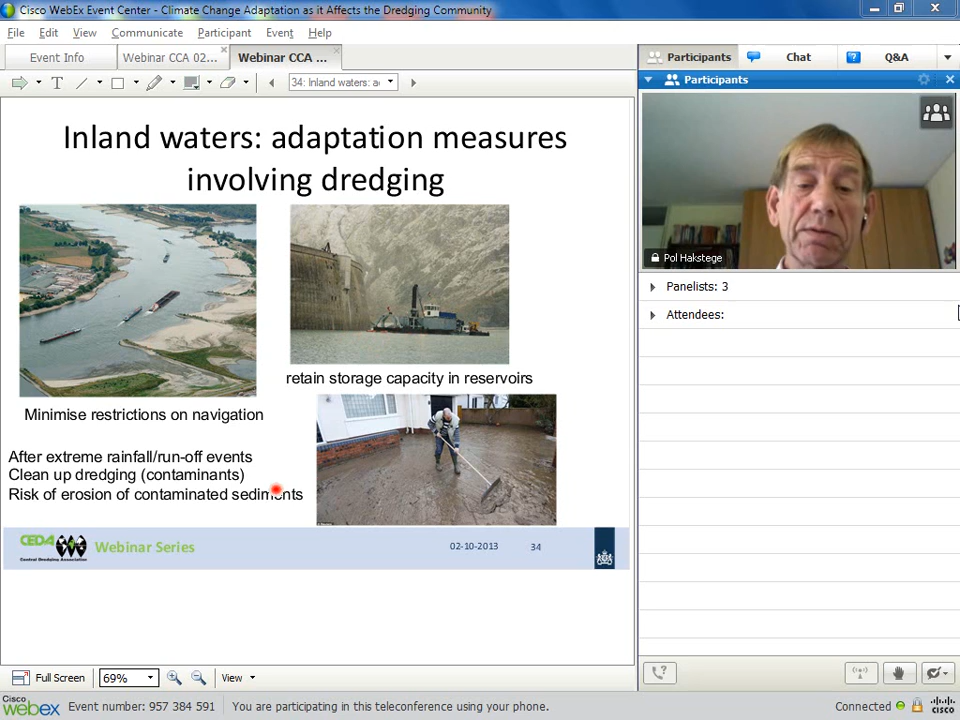 Cisco WebEx Event Center - Climate Change Adaptation as it Affects the Dredging Community
File Edit View Communicate Participant Event Help
Event Info
Webinar CCA 02...
Webinar CCA ...
Participants
Chat
Q&A
34: Inland waters: a
Participants
Inland waters: adaptation measures
involving dredging
Pol Hakstege
Panelists: 3
Attendees:
retain storage capacity in reservoirs
Minimise restrictions on navigation
After extreme rainfall/run-off events
Clean up dredging (contaminants)
Risk of erosion of contaminated sediments
CEDA
Central Dredging Association
Webinar Series
02-10-2013
34
Full Screen
69%
View
Cisco
webex
Event number: 957 384 591
You are participating in this teleconference using your phone.
Connected
cisco